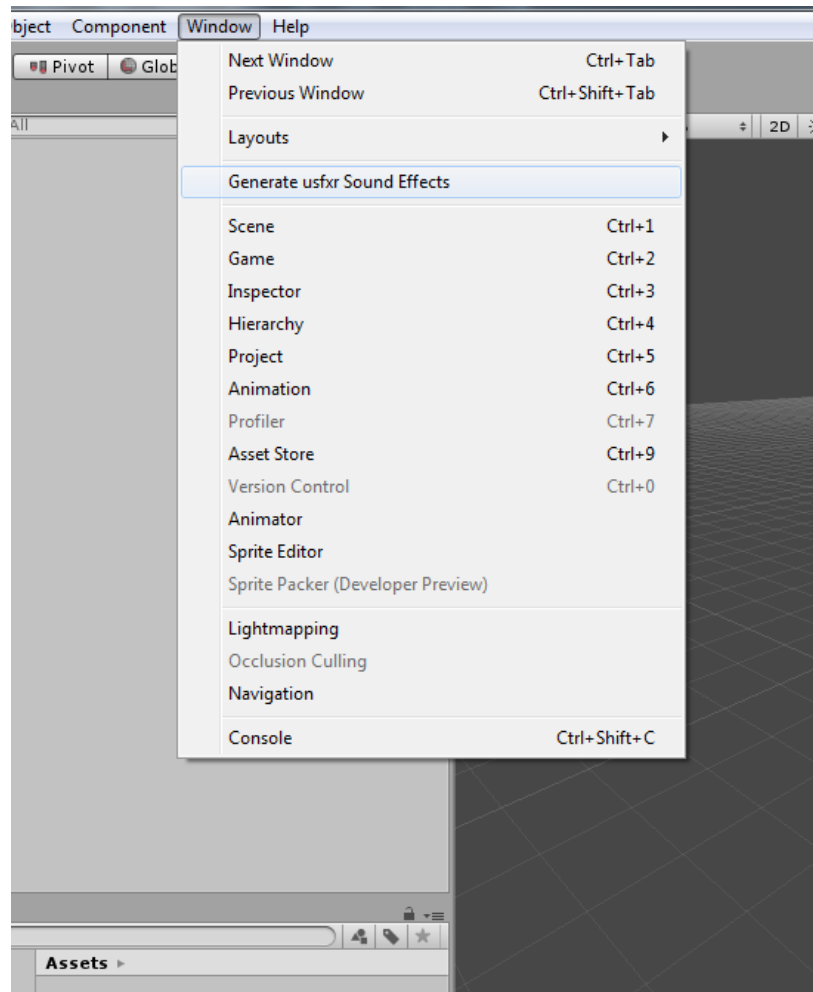 bject Component Window Help
Pivot Glob
All
2D
Next Window Ctrl+Tab
Previous Window Ctrl+Shift+Tab
Layouts
Generate usfxr Sound Effects
Scene Ctrl+1
Game Ctrl+2
Inspector Ctrl+3
Hierarchy Ctrl+4
Project Ctrl+5
Animation Ctrl+6
Profiler Ctrl+7
Asset Store Ctrl+9
Version Control Ctrl+0
Animator
Sprite Editor
Sprite Packer (Developer Preview)
Lightmapping
Occlusion Culling
Navigation
Console Ctrl+Shift+C
Assets